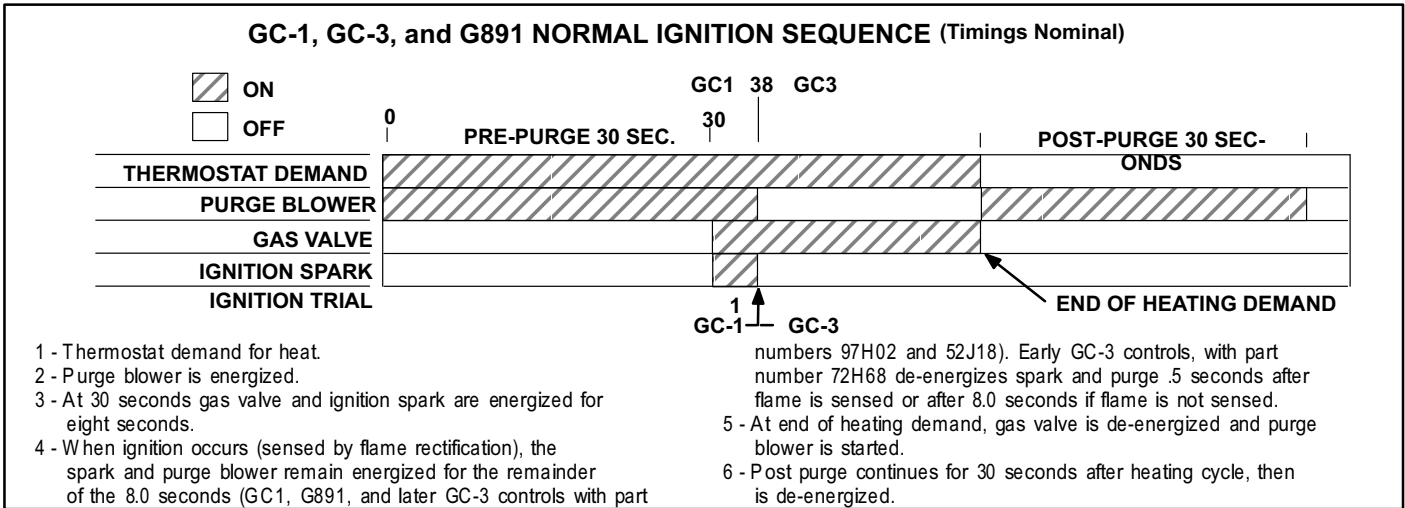 GC-1, GC-3, and G891 NORMAL IGNITION SEQUENCE (Timings Nominal)
ON
OFF
GC1 38 GC3
0
30
PRE-PURGE 30 SEC.
POST-PURGE 30 SEC-
ONDS
THERMOSTAT DEMAND
PURGE BLOWER
GAS VALVE
IGNITION SPARK
IGNITION TRIAL
1
GC-1
GC-3
END OF HEATING DEMAND
1 - Thermostat demand for heat.
2 - Purge blower is energized.
3 - At 30 seconds gas valve and ignition spark are energized for
eight seconds.
4 - When ignition occurs (sensed by flame rectification), the
spark and purge blower remain energized for the remainder
of the 8.0 seconds (GC1, G891, and later GC-3 controls with part
numbers 97H02 and 52J18). Early GC-3 controls, with part
number 72H68 de-energizes spark and purge .5 seconds after
flame is sensed or after 8.0 seconds if flame is not sensed.
5 - At end of heating demand, gas valve is de-energized and purge
blower is started.
6 - Post purge continues for 30 seconds after heating cycle, then
is de-energized.